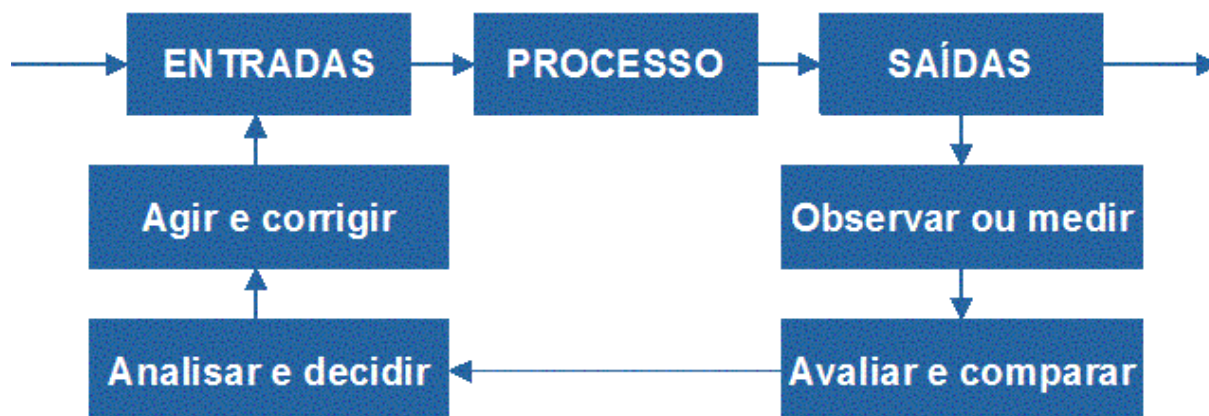 ENTRADAS
PROCESSO
SAÍDAS
Agir e corrigir
Observar ou medir
Analisar e decidir
Avaliar e comparar